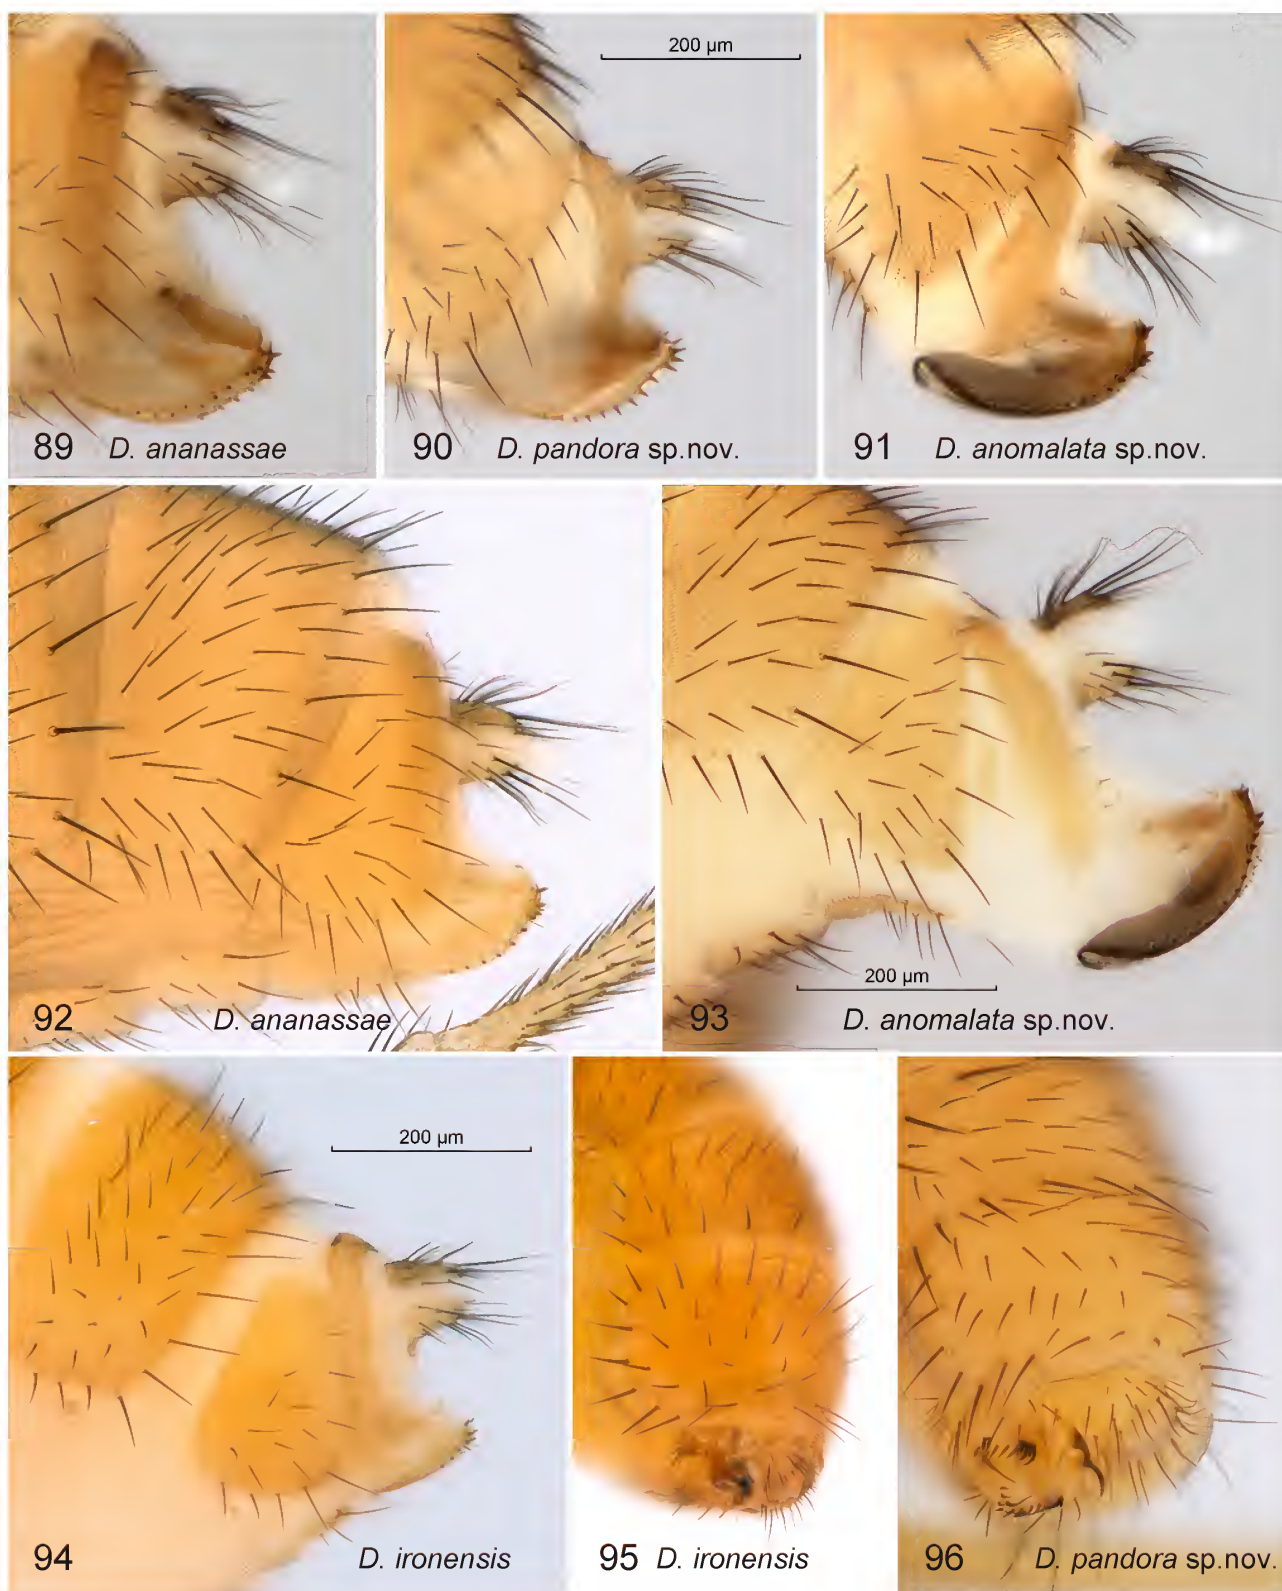 200 µm
89 D. ananassae
90 D. pandora sp.nov.
91 D. anomalata sp.nov.
200 µm
92 D. ananassae
93 D. anomalata sp.nov.
200 µm
94 D. ironensis
95 D. ironensis
96 D. pandora sp.nov.